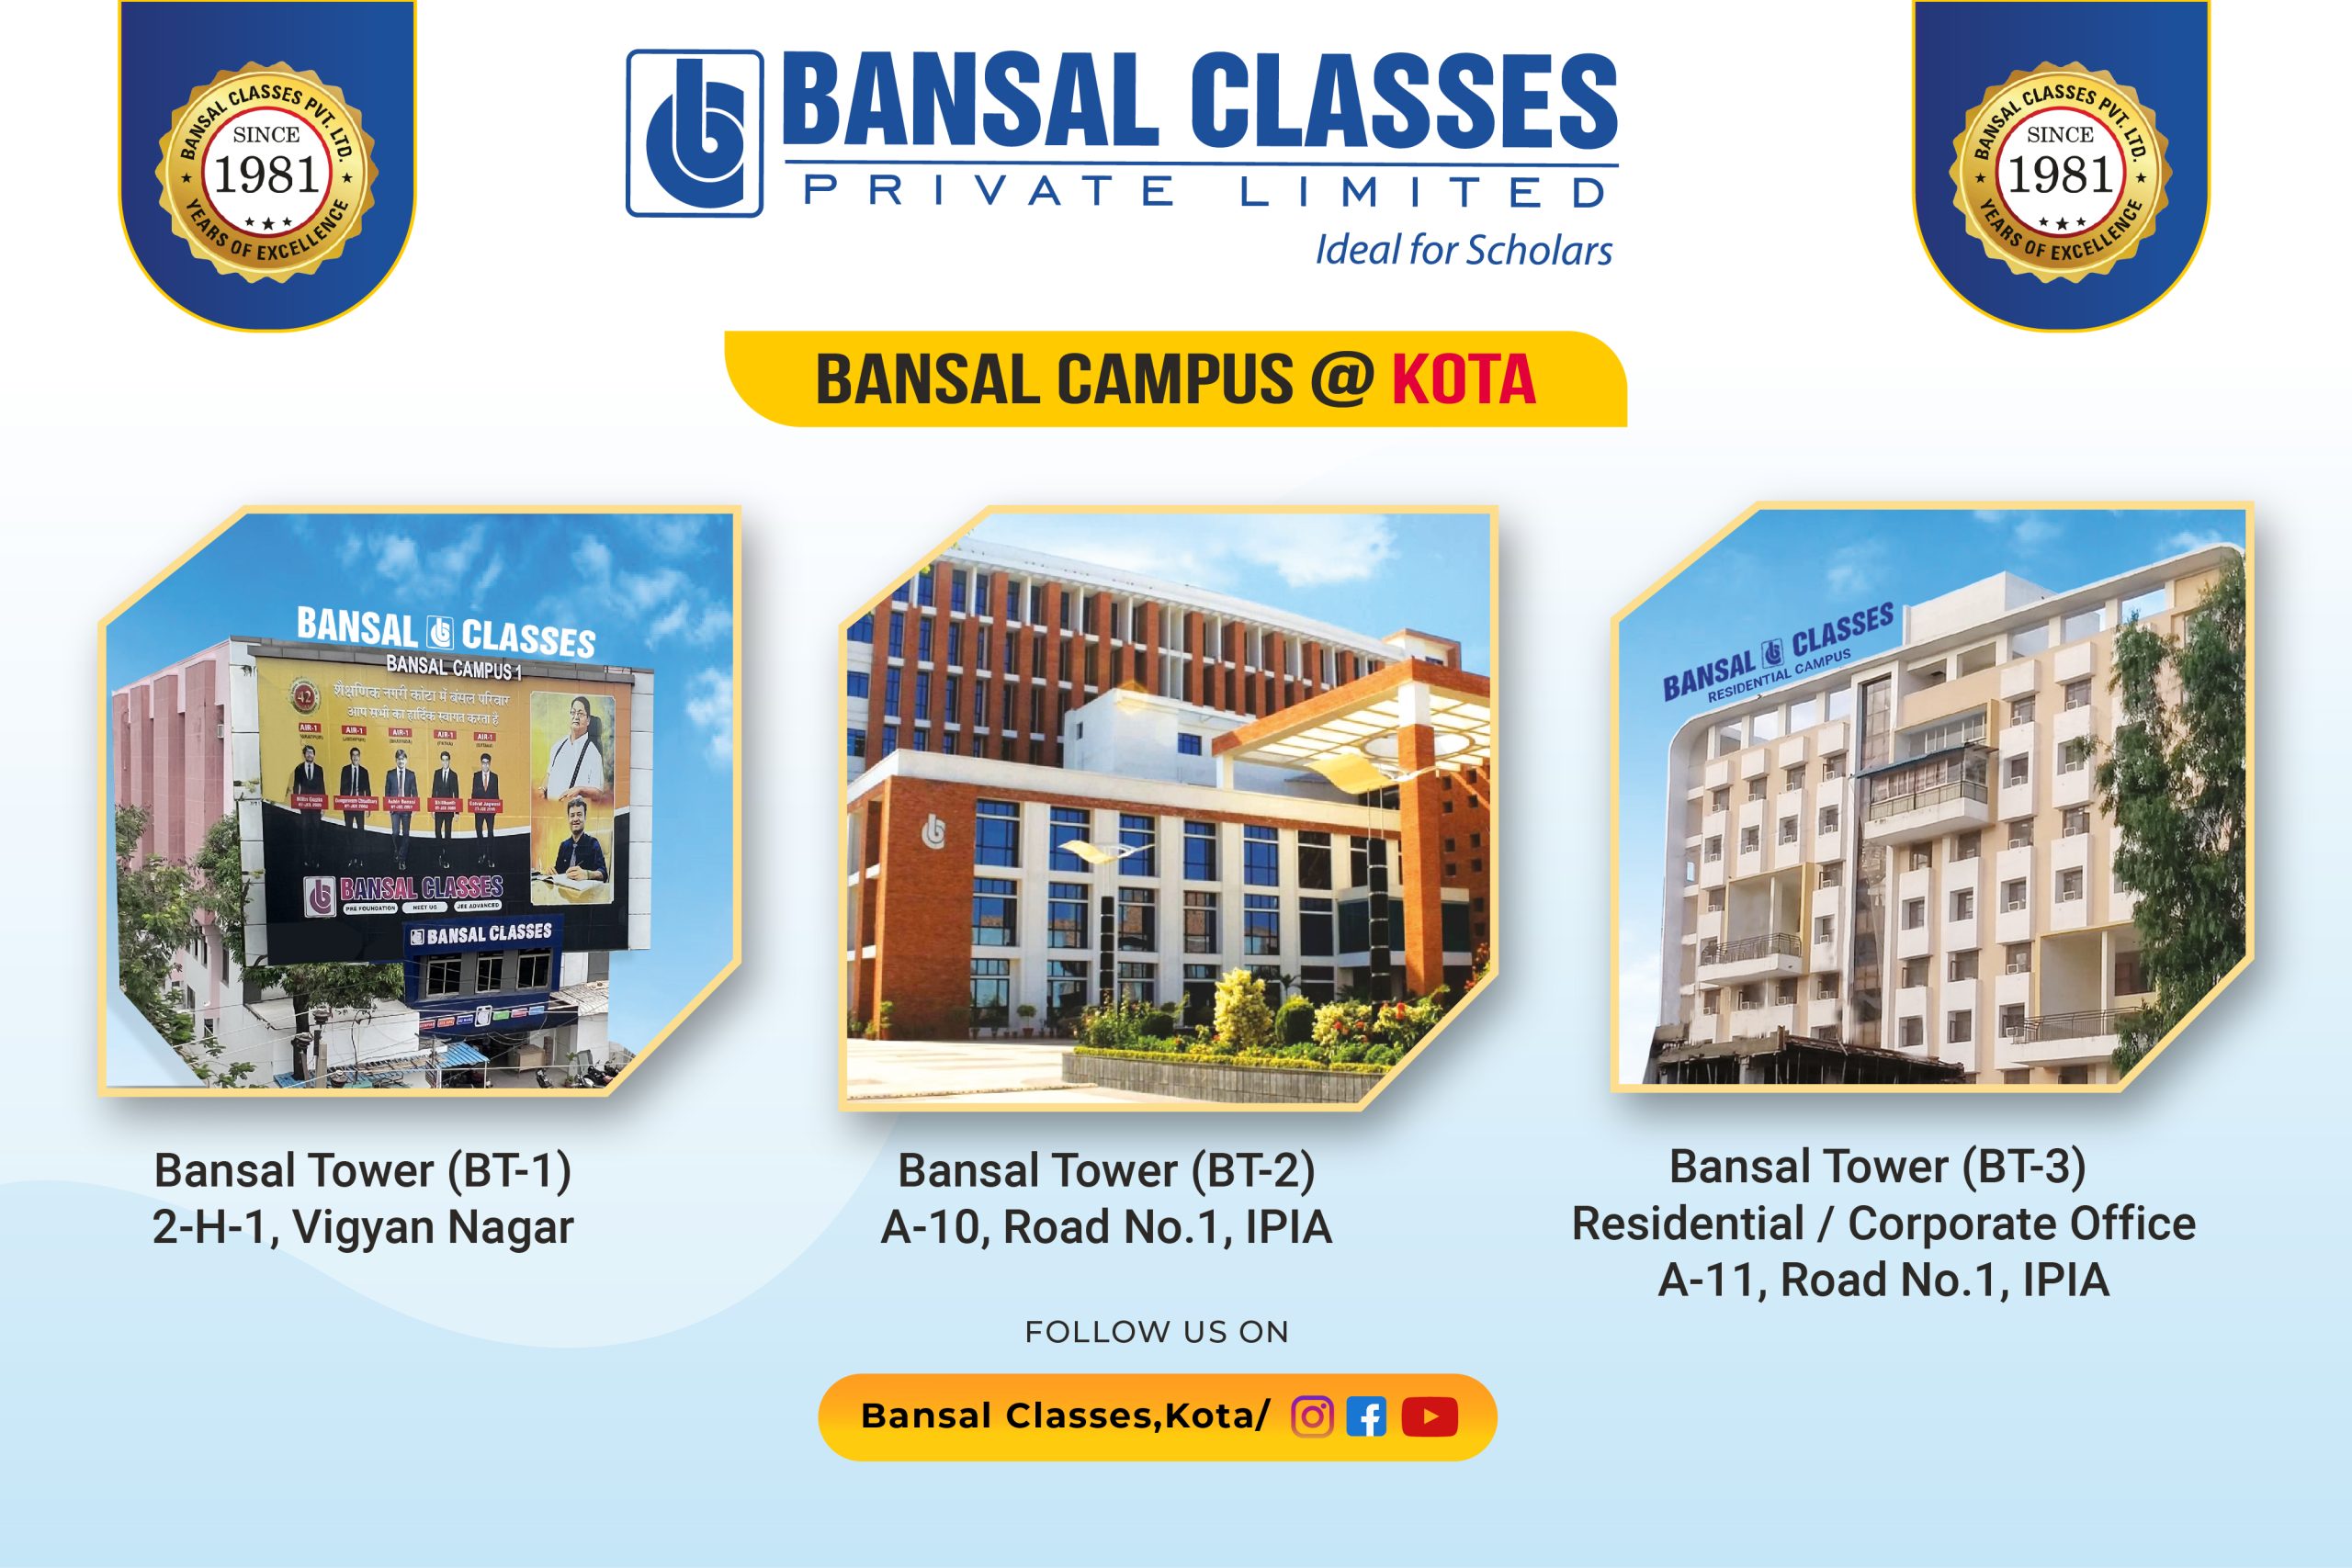 BANSAL CLASSES PVT. LTD.
SINCE
1981
YEARS OF EXCELLENCE
BANSAL CLASSES
PRIVATE LIMITED
Ideal for Scholars
BANSAL CLASSES PVT. LTD.
SINCE
1981
YEARS OF EXCELLENCE
BANSAL CAMPUS @ KOTA
BANSAL CLASSES
BANSAL CAMPUS 1
42
शैक्षणिक नगरी कोटा में बंसल परिवार
आप सभी का हार्दिक स्वागत करता है
AIR-1 AIR-1 AIR-1 AIR-1 AIR-1
BANSAL CLASSES
PRE FOUNDATION NEET UG JEE ADVANCED
BANSAL CLASSES
BANSAL CLASSES
RESIDENTIAL CAMPUS
Bansal Tower (BT-1)
2-H-1, Vigyan Nagar
Bansal Tower (BT-2)
A-10, Road No.1, IPIA
Bansal Tower (BT-3)
Residential / Corporate Office
A-11, Road No.1, IPIA
FOLLOW US ON
Bansal Classes,Kota/